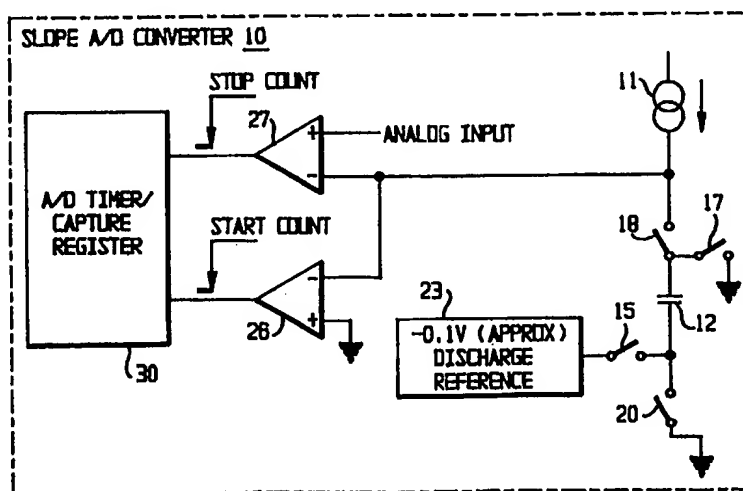 SLOPE A/D CONVERTER 10
STOP COUNT
11
27
+
ANALOG INPUT
-
A/D TIMER/
CAPTURE
REGISTER
START COUNT
18
17
-
12
23
15
+
26
-0.1V (APPROX)
DISCHARGE
REFERENCE
30
20